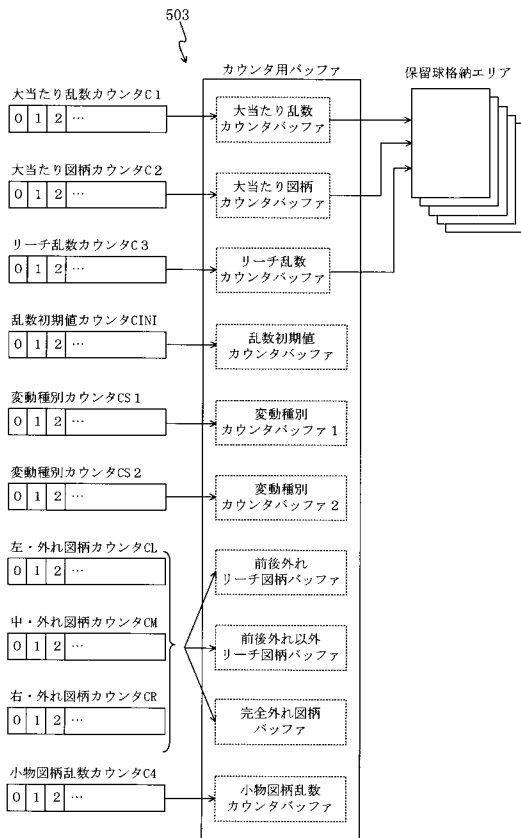 503
カウンタ用バッファ
保留球格納エリア
大当たり乱数カウンタC1
0 1 2 …
大当たり乱数
カウンタバッファ
大当たり図柄カウンタC2
0 1 2 …
大当たり図柄
カウンタバッファ
リーチ乱数カウンタC3
0 1 2 …
リーチ乱数
カウンタバッファ
乱数初期値カウンタCINI
0 1 2 …
乱数初期値
カウンタバッファ
変動種別カウンタCS1
0 1 2 …
変動種別
カウンタバッファ1
変動種別カウンタCS2
0 1 2 …
変動種別
カウンタバッファ2
左・外れ図柄カウンタCL
0 1 2 …
前後外れ
リーチ図柄バッファ
中・外れ図柄カウンタCM
0 1 2 …
前後外れ以外
リーチ図柄バッファ
右・外れ図柄カウンタCR
0 1 2 …
完全外れ図柄
バッファ
小物図柄乱数カウンタC4
0 1 2 …
小物図柄乱数
カウンタバッファ